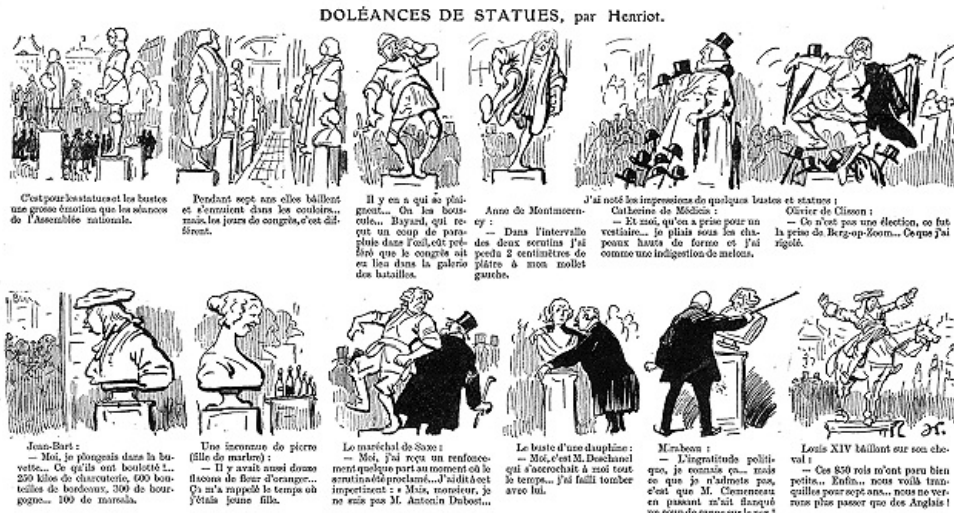 DOLÉANCES DE STATUES, par Henriot.
C'est pour les statues et les bustes
une grosse émotion que les séances
de l'Assemblée nationale.
Pendant sept ans elles bâillent
et s'ennuient dans les couloirs...
mais, les jours de congrès, c'est dif-
férent.
Il y en a qui se plai-
gnent... On les bous-
cule... Bayard, qui re-
çut un coup de para-
pluie dans l'œil, eût pré-
féré que le congrès ait
eu lieu dans la galerie
des batailles.
Anne de Montmoren-
cy :
— Dans l'intervalle
des deux scrutins j'ai
perdu 2 centimètres de
plâtre à mon mollet
gauche.
J'ai noté les impressions de quelques bustes et statues :
Catherine de Médicis :
— Et moi, qu'on a prise pour un
vestiaire... je pliais sous les cha-
peaux hauts de forme et j'ai
comme une indigestion de melons.
Olivier de Clisson :
— Ce n'est pas une élection, ce fut
la prise de Berg-op-Zoom... Ce que j'ai
rigolé.
Jean-Bart :
— Moi, je plongeais dans la bu-
vette... Ce qu'ils ont boulotté !...
250 kilos de charcuterie, 600 bou-
teilles de bordeaux, 300 de bour-
gogne... 100 de marsala.
Une inconnue de pierre
(fille de marbre) :
— Il y avait aussi douze
flacons de fleur d'oranger...
Ça m'a rappelé le temps où
j'étais jeune fille.
Le maréchal de Saxe :
— Moi, j'ai reçu un renfonce-
ment quelque part au moment où le
scrutin a été proclamé... J'ai dit à cet
impertinent : « Mais, monsieur, je
ne suis pas M. Antonin Dubost...
Le buste d'une dauphine :
— Moi, c'est M. Deschanel
qui s'accrochait à moi tout
le temps... j'ai failli tomber
avec lui.
Mirabeau :
— L'ingratitude politi-
que, je connais ça... mais
ce que je n'admets pas,
c'est que M. Clemenceau
en passant m'ait flanqué
un coup de canne sur le nez !
Louis XIV bâillant sur son che-
val :
— Ces 850 rois m'ont paru bien
petits... Enfin... nous voilà tran-
quilles pour sept ans... nous ne ver-
rons plus passer que des Anglais !